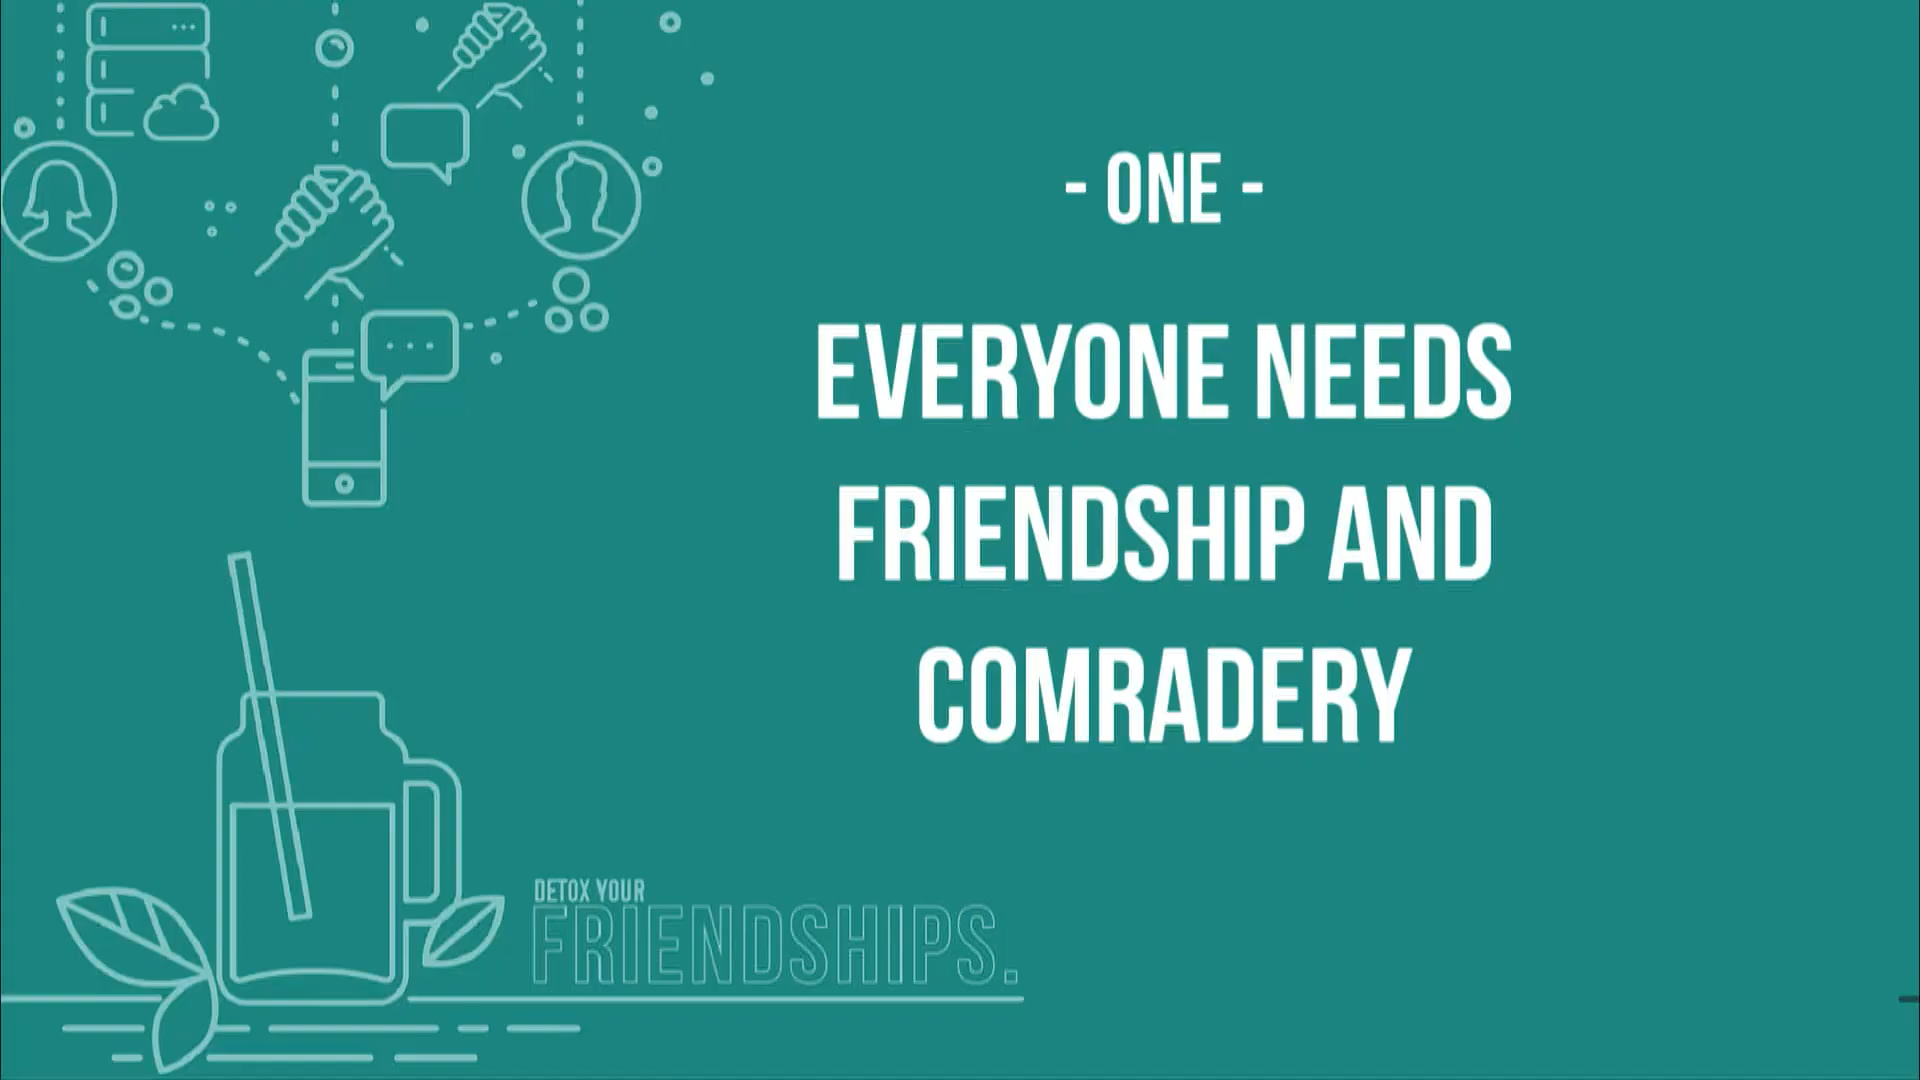 - ONE -
EVERYONE NEEDS
FRIENDSHIP AND
COMRADERY
DETOX YOUR
FRIENDSHIPS.